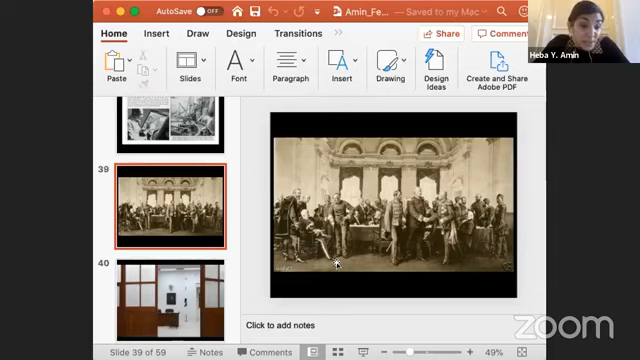 AutoSave OFF Amin_Fe... — Saved to my Mac
Home Insert Draw Design Transitions Share Comment
Paste Slides Font Paragraph Insert Drawing Design Ideas Create and Share Adobe PDF
Heba Y. Amin
39
40
Click to add notes
Slide 39 of 59 Notes Comments 49%
zoom